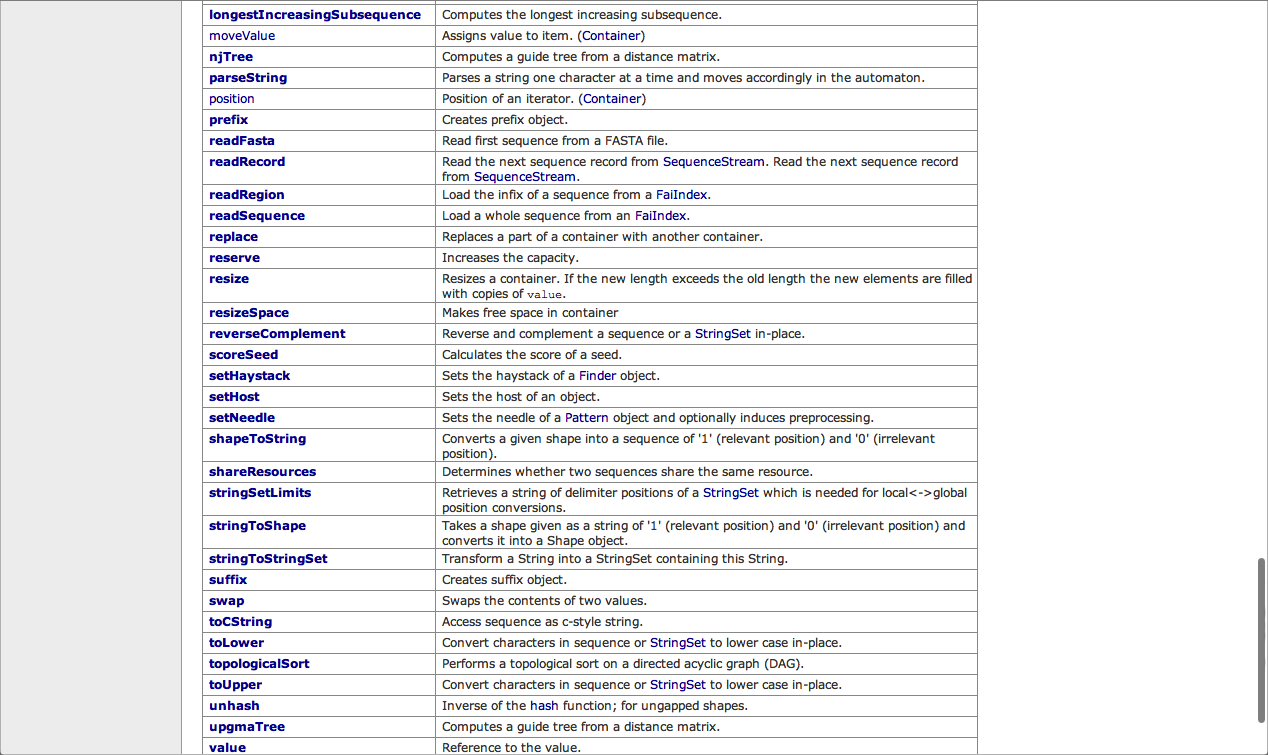 longestIncreasingSubsequence Computes the longest increasing subsequence.
moveValue Assigns value to item. (Container)
njTree Computes a guide tree from a distance matrix.
parseString Parses a string one character at a time and moves accordingly in the automaton.
position Position of an iterator. (Container)
prefix Creates prefix object.
readFasta Read first sequence from a FASTA file.
readRecord Read the next sequence record from SequenceStream. Read the next sequence record
from SequenceStream.
readRegion Load the infix of a sequence from a FaiIndex.
readSequence Load a whole sequence from an FaiIndex.
replace Replaces a part of a container with another container.
reserve Increases the capacity.
resize Resizes a container. If the new length exceeds the old length the new elements are filled
with copies of value.
resizeSpace Makes free space in container
reverseComplement Reverse and complement a sequence or a StringSet in-place.
scoreSeed Calculates the score of a seed.
setHaystack Sets the haystack of a Finder object.
setHost Sets the host of an object.
setNeedle Sets the needle of a Pattern object and optionally induces preprocessing.
shapeToString Converts a given shape into a sequence of '1' (relevant position) and '0' (irrelevant
position).
shareResources Determines whether two sequences share the same resource.
stringSetLimits Retrieves a string of delimiter positions of a StringSet which is needed for local<->global
position conversions.
stringToShape Takes a shape given as a string of '1' (relevant position) and '0' (irrelevant position) and
converts it into a Shape object.
stringToStringSet Transform a String into a StringSet containing this String.
suffix Creates suffix object.
swap Swaps the contents of two values.
toCString Access sequence as c-style string.
toLower Convert characters in sequence or StringSet to lower case in-place.
topologicalSort Performs a topological sort on a directed acyclic graph (DAG).
toUpper Convert characters in sequence or StringSet to lower case in-place.
unhash Inverse of the hash function; for ungapped shapes.
upgmaTree Computes a guide tree from a distance matrix.
value Reference to the value.